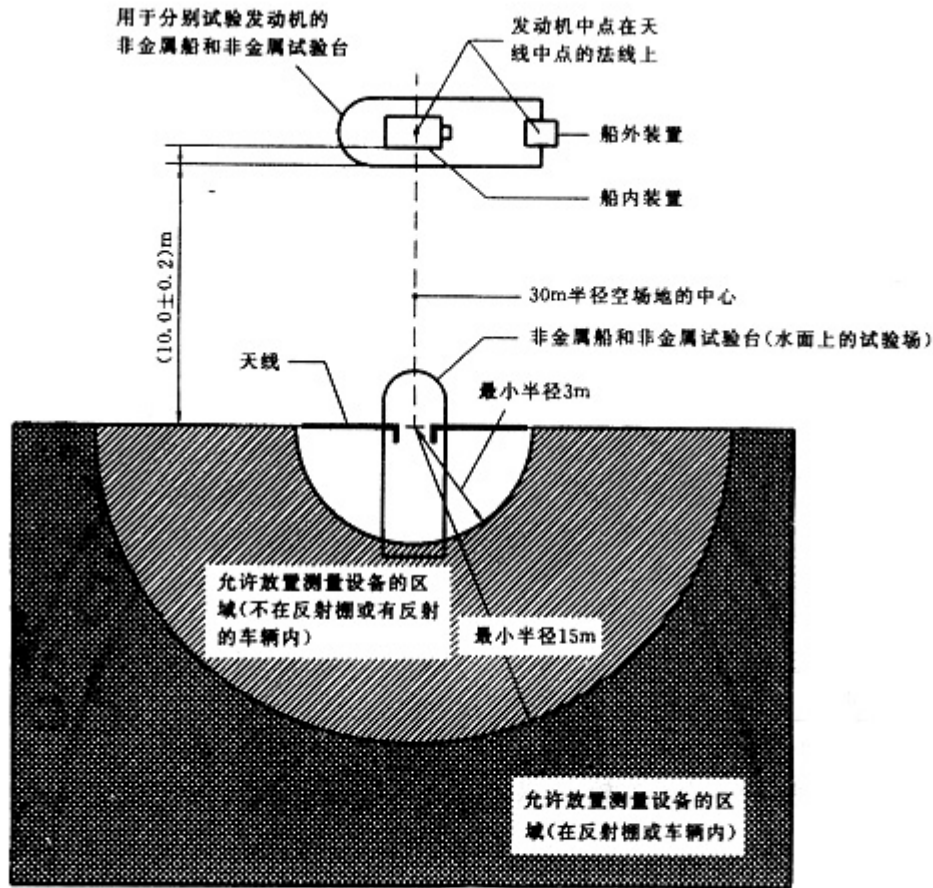 用于分别试验发动机的
非金属船和非金属试验台
发动机中点在天
线中点的法线上
船外装置
船内装置
(10.0±0.2)m
30m半径空场地的中心
非金属船和非金属试验台(水面上的试验场)
天线
最小半径3m
允许放置测量设备的区
域(不在反射棚或有反射
的车辆内)
最小半径15m
允许放置测量设备的区
域(在反射棚或车辆内)